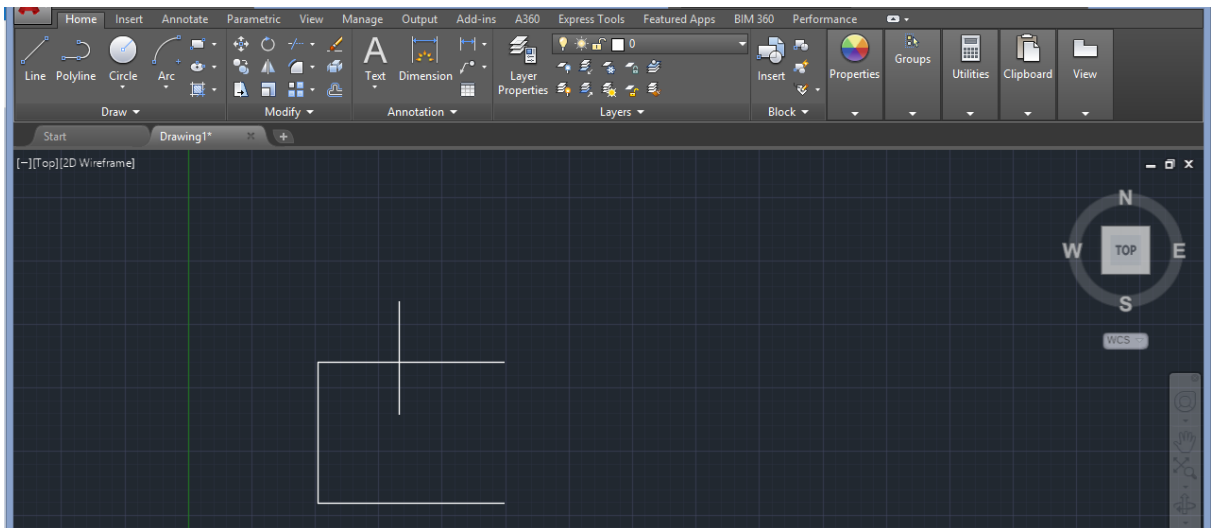 Home Insert Annotate Parametric View Manage Output Add-ins A360 Express Tools Featured Apps BIM 360 Performance
0
Line Polyline Circle Arc
Text Dimension
Layer
Properties
Insert
Properties
Groups
Utilities
Clipboard
View
Draw Modify Annotation Layers Block
Start Drawing1*
[−][Top][2D Wireframe]
N
W TOP E
S
WCS